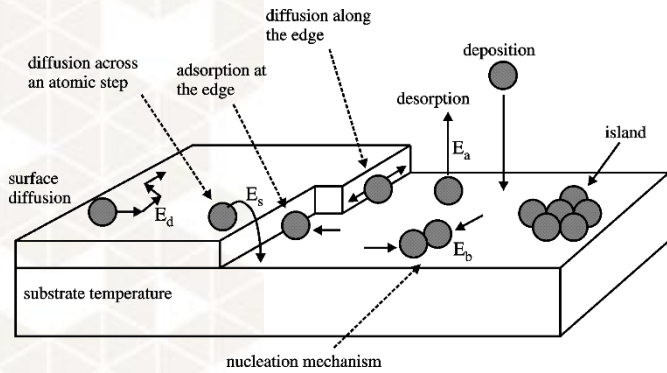 diffusion along
the edge
deposition
diffusion across
an atomic step
adsorption at
the edge
desorption
island
surface
diffusion
E_d
E_s
E_a
E_b
substrate temperature
nucleation mechanism